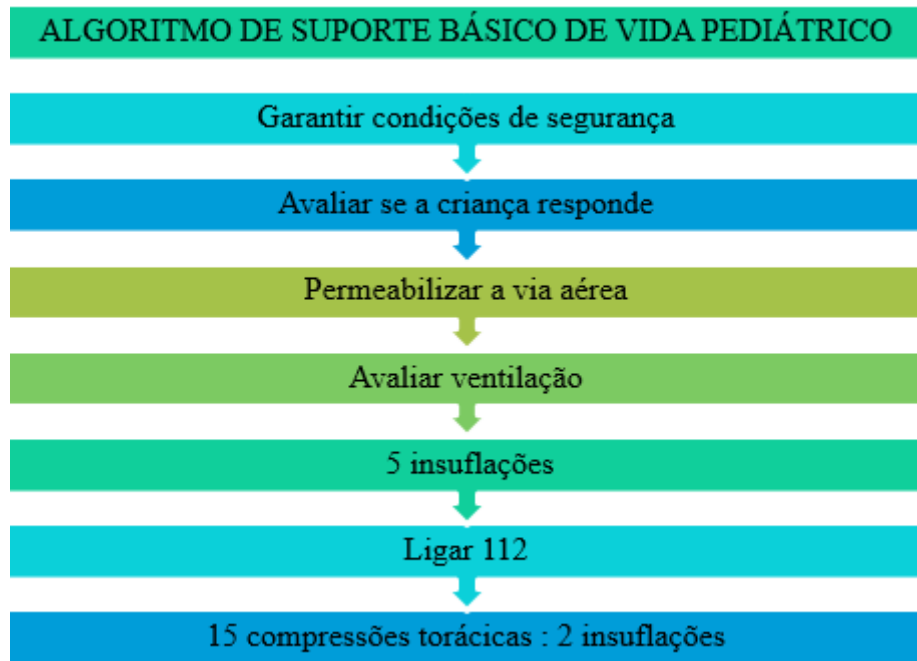 ALGORITMO DE SUPORTE BÁSICO DE VIDA PEDIÁTRICO
Garantir condições de segurança
Avaliar se a criança responde
Permeabilizar a via aérea
Avaliar ventilação
5 insuflações
Ligar 112
15 compressões torácicas : 2 insuflações